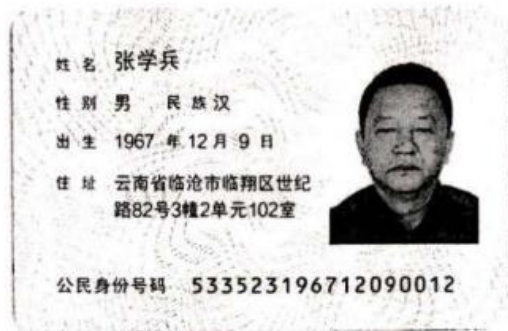 姓名 张学兵
性别 男 民族汉
出生 1967 年 12 月 9 日
住址 云南省临沧市临翔区世纪
路82号3幢2单元102室
公民身份号码 533523196712090012